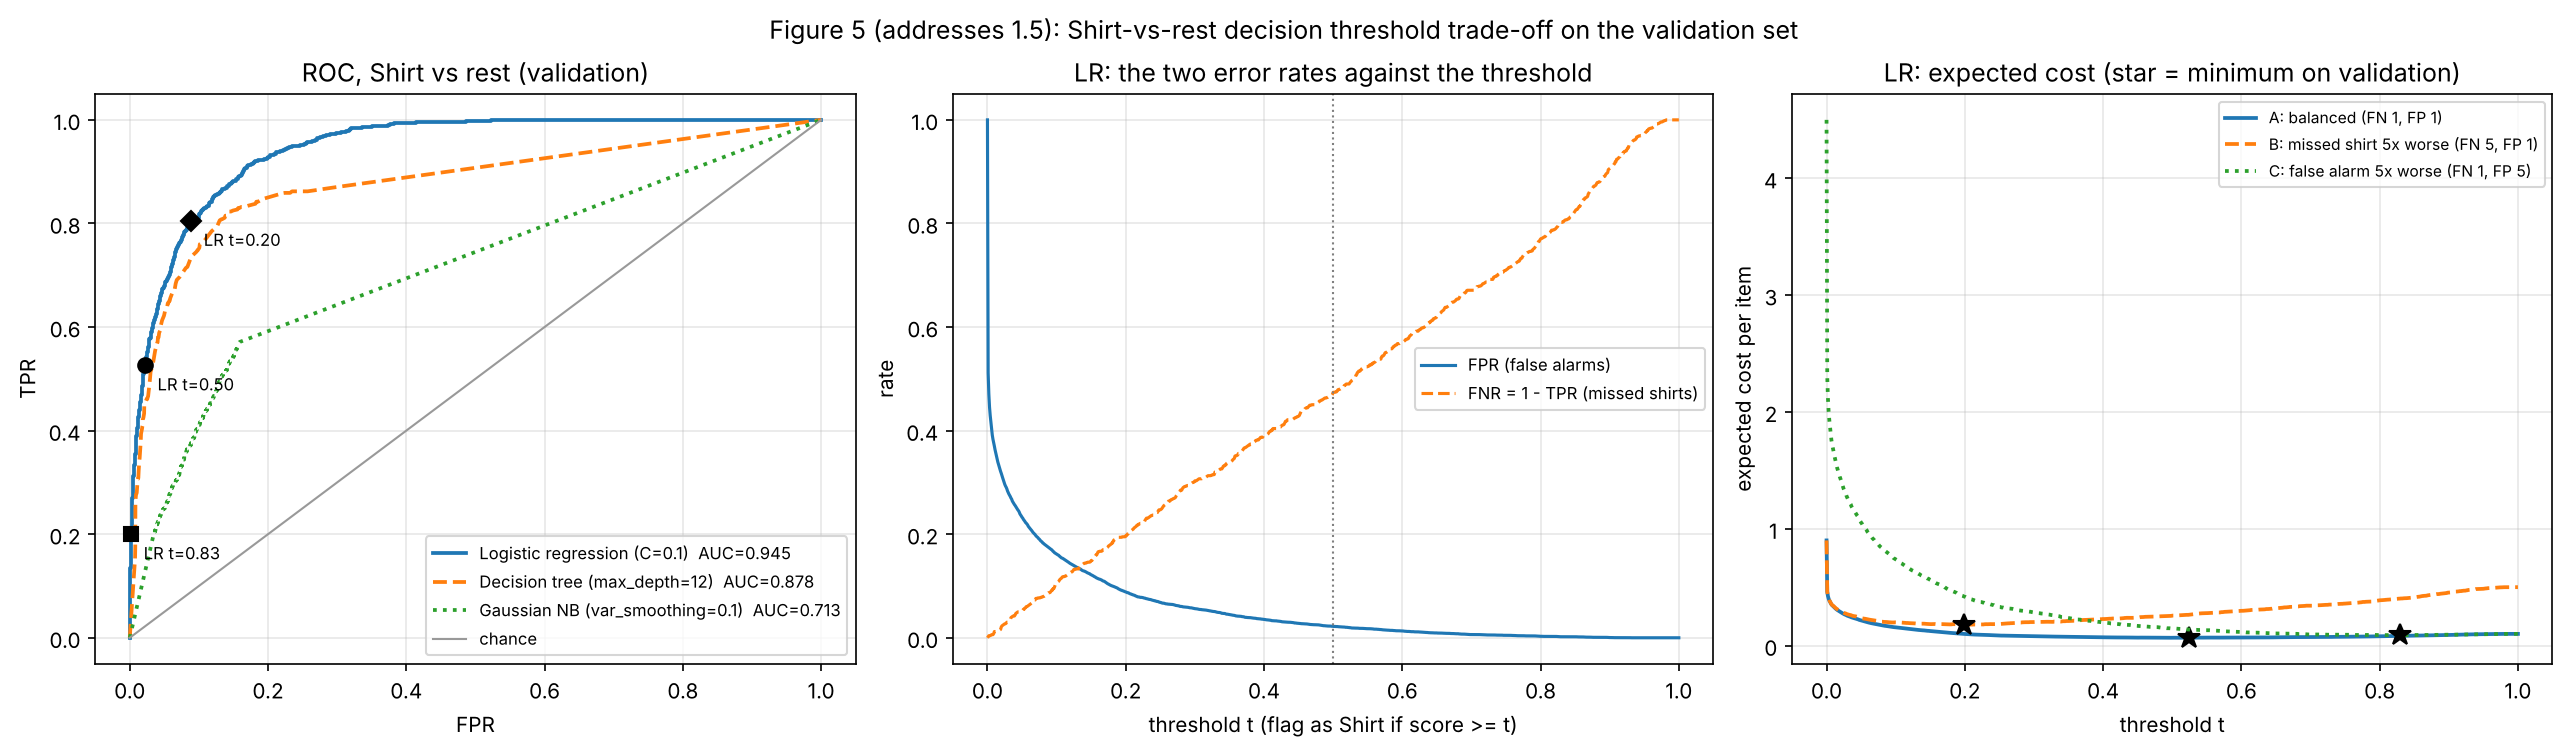 Figure 5 (addresses 1.5): Shirt-vs-rest decision threshold trade-off on the validation set
ROC, Shirt vs rest (validation)
TPR
1.0
0.8
0.6
0.4
0.2
0.0
0.0
0.2
0.4
0.6
0.8
1.0
FPR
LR t=0.20
LR t=0.50
LR t=0.83
Logistic regression (C=0.1) AUC=0.945
Decision tree (max_depth=12) AUC=0.878
Gaussian NB (var_smoothing=0.1) AUC=0.713
chance
LR: the two error rates against the threshold
rate
1.0
0.8
0.6
0.4
0.2
0.0
0.0
0.2
0.4
0.6
0.8
1.0
threshold t (flag as Shirt if score >= t)
FPR (false alarms)
FNR = 1 - TPR (missed shirts)
LR: expected cost (star = minimum on validation)
expected cost per item
4
3
2
1
0
0.0
0.2
0.4
0.6
0.8
1.0
threshold t
A: balanced (FN 1, FP 1)
B: missed shirt 5x worse (FN 5, FP 1)
C: false alarm 5x worse (FN 1, FP 5)